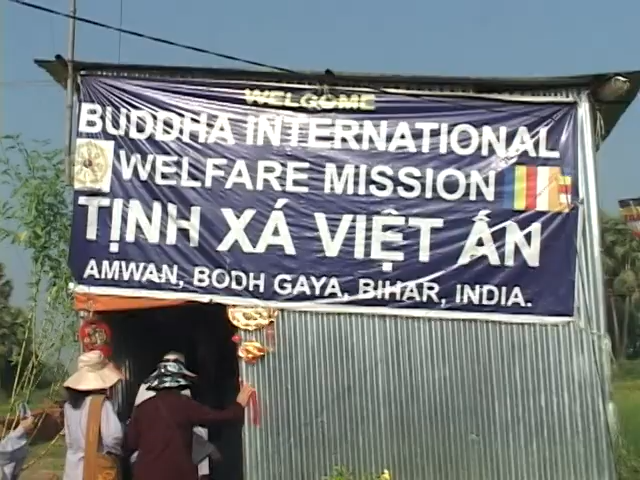 WELCOME
BUDDHA INTERNATIONAL
WELFARE MISSION
TỊNH XÁ VIỆT ẤN
AMWAN, BODH GAYA, BIHAR, INDIA.